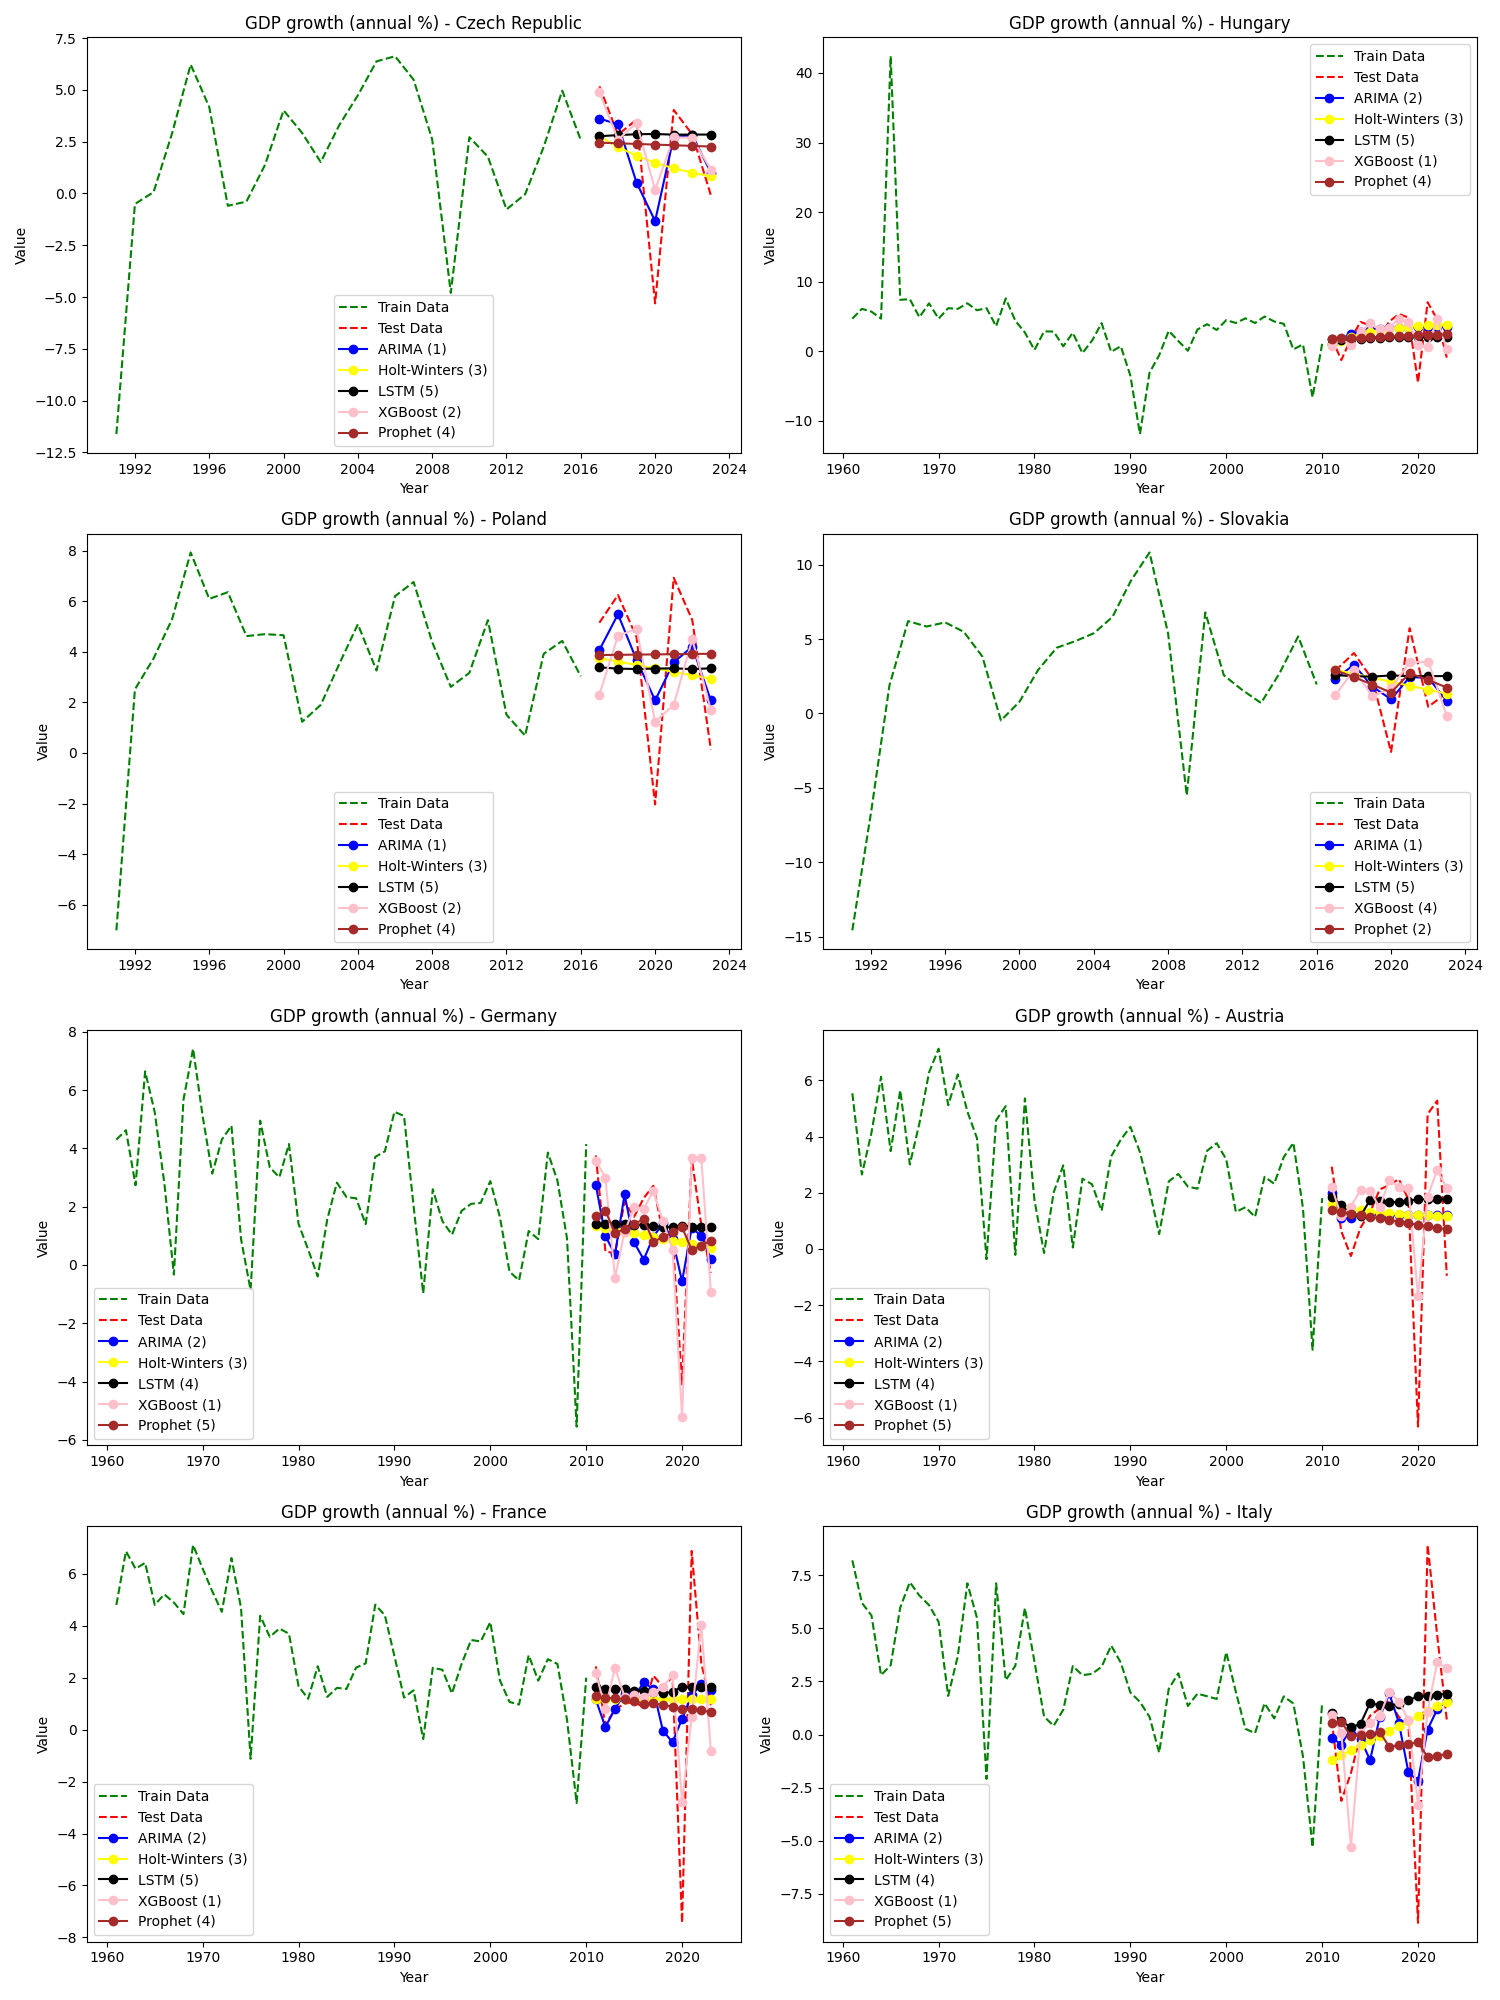 GDP growth (annual %) - Czech Republic
Value
7.5
5.0
2.5
0.0
−2.5
−5.0
−7.5
−10.0
−12.5
Train Data
Test Data
ARIMA (1)
Holt-Winters (3)
LSTM (5)
XGBoost (2)
Prophet (4)
1992 1996 2000 2004 2008 2012 2016 2020 2024
Year
GDP growth (annual %) - Hungary
Value
40
30
20
10
0
−10
Train Data
Test Data
ARIMA (2)
Holt-Winters (3)
LSTM (5)
XGBoost (1)
Prophet (4)
1960 1970 1980 1990 2000 2010 2020
Year
GDP growth (annual %) - Poland
Value
8
6
4
2
0
−2
−4
−6
Train Data
Test Data
ARIMA (1)
Holt-Winters (3)
LSTM (5)
XGBoost (2)
Prophet (4)
1992 1996 2000 2004 2008 2012 2016 2020 2024
Year
GDP growth (annual %) - Slovakia
Value
10
5
0
−5
−10
−15
Train Data
Test Data
ARIMA (1)
Holt-Winters (3)
LSTM (5)
XGBoost (4)
Prophet (2)
1992 1996 2000 2004 2008 2012 2016 2020 2024
Year
GDP growth (annual %) - Germany
Value
8
6
4
2
0
−2
−4
−6
Train Data
Test Data
ARIMA (2)
Holt-Winters (3)
LSTM (4)
XGBoost (1)
Prophet (5)
1960 1970 1980 1990 2000 2010 2020
Year
GDP growth (annual %) - Austria
Value
6
4
2
0
−2
−4
−6
Train Data
Test Data
ARIMA (2)
Holt-Winters (3)
LSTM (4)
XGBoost (1)
Prophet (5)
1960 1970 1980 1990 2000 2010 2020
Year
GDP growth (annual %) - France
Value
6
4
2
0
−2
−4
−6
−8
Train Data
Test Data
ARIMA (2)
Holt-Winters (3)
LSTM (5)
XGBoost (1)
Prophet (4)
1960 1970 1980 1990 2000 2010 2020
Year
GDP growth (annual %) - Italy
Value
7.5
5.0
2.5
0.0
−2.5
−5.0
−7.5
Train Data
Test Data
ARIMA (2)
Holt-Winters (3)
LSTM (4)
XGBoost (1)
Prophet (5)
1960 1970 1980 1990 2000 2010 2020
Year